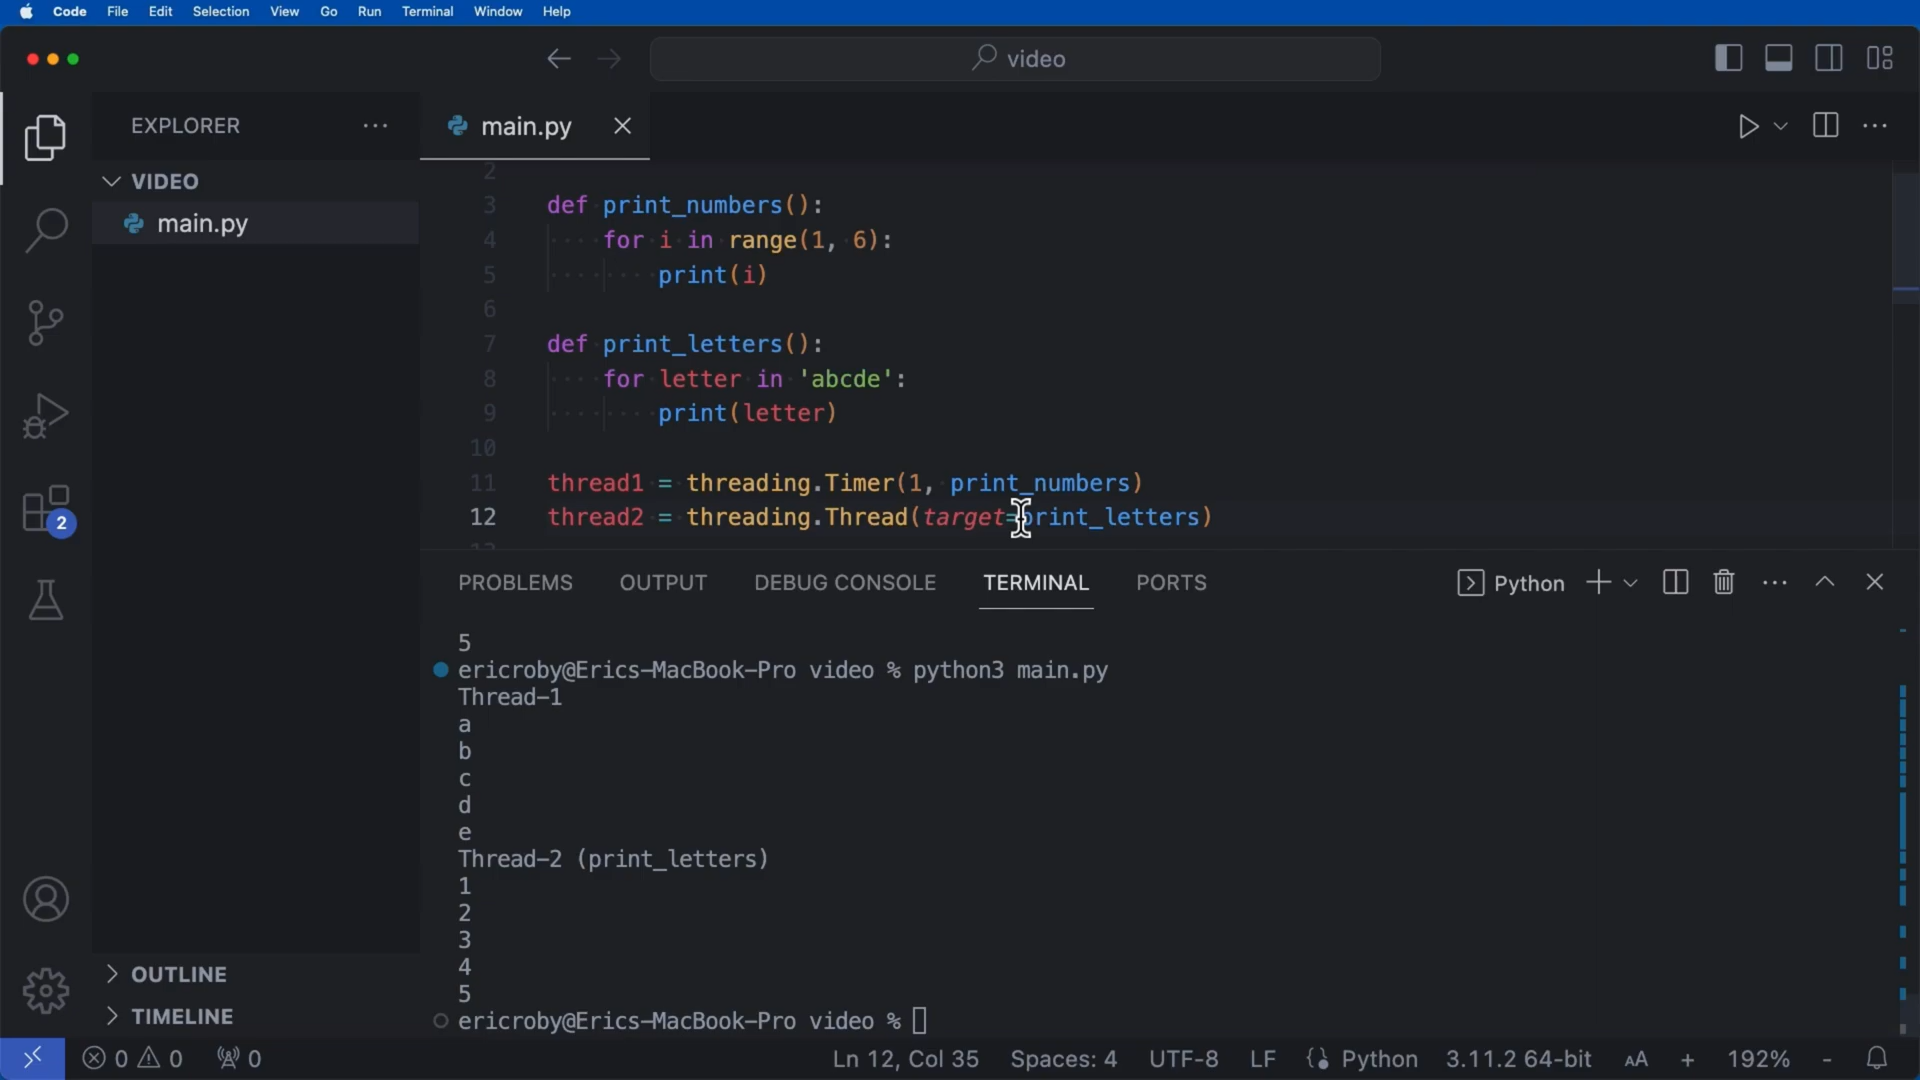 Code File Edit Selection View Go Run Terminal Window Help
video
EXPLORER
main.py
VIDEO
main.py
2
3 def print_numbers():
4 for i in range(1, 6):
5 print(i)
6
7 def print_letters():
8 for letter in 'abcde':
9 print(letter)
10
11 thread1 = threading.Timer(1, print_numbers)
12 thread2 = threading.Thread(target=print_letters)
PROBLEMS OUTPUT DEBUG CONSOLE TERMINAL PORTS
Python
2
5
ericroby@Erics-MacBook-Pro video % python3 main.py
Thread-1
a
b
c
d
e
Thread-2 (print_letters)
1
2
3
4
5
ericroby@Erics-MacBook-Pro video %
OUTLINE
TIMELINE
0 0 0 Ln 12, Col 35 Spaces: 4 UTF-8 LF Python 3.11.2 64-bit AA + 192% -